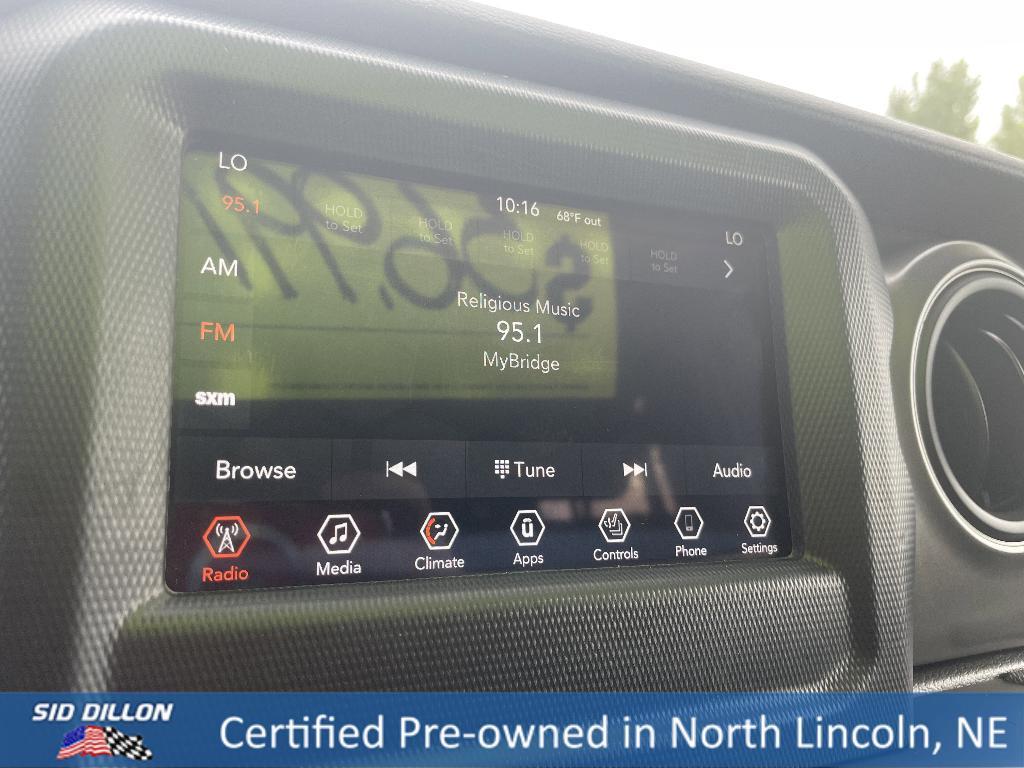 LO
95.1
HOLD
to Set
HOLD
to Set
10:16 68°F out
HOLD
to Set
HOLD
to Set
HOLD
to Set
LO
AM
FM
sxm
Religious Music
95.1
MyBridge
Browse Tune Audio
Radio Media Climate Apps Controls Phone Settings
SID DILLON
Certified Pre-owned in North Lincoln, NE